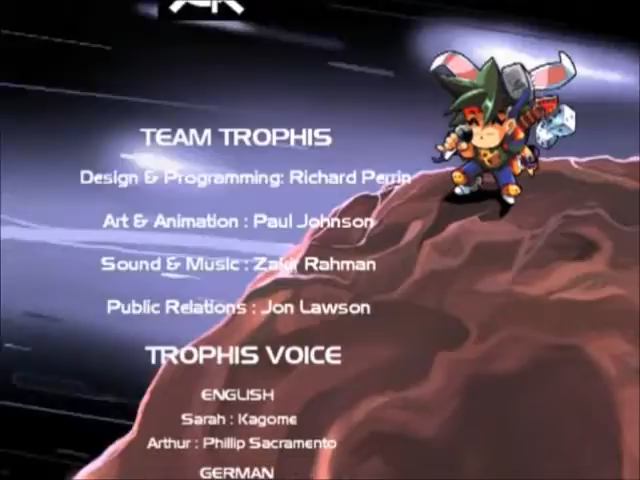 TEAM TROPHIS
Design & Programming: Richard Perrin
Art & Animation : Paul Johnson
Sound & Music : Zakir Rahman
Public Relations : Jon Lawson
TROPHIS VOICE
ENGLISH
Sarah : Kagome
Arthur : Phillip Sacramento
GERMAN